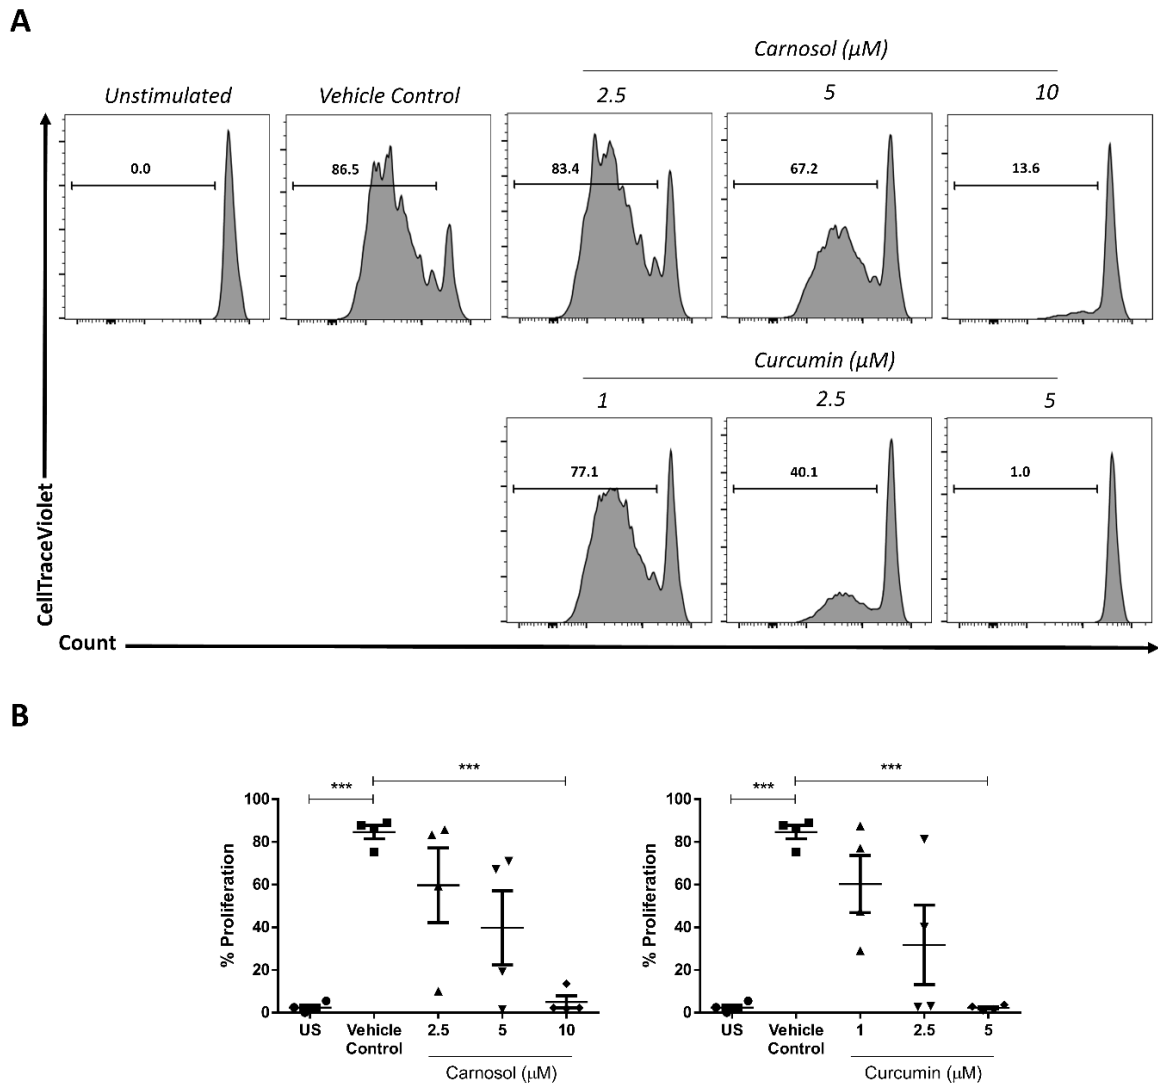 A
Carnosol (µM)
Unstimulated Vehicle Control 2.5 5 10
0.0 86.5 83.4 67.2 13.6
Curcumin (µM)
1 2.5 5
77.1 40.1 1.0
CellTraceViolet
Count
B
*** ***
100
80
60
40
20
0
% Proliferation
US Vehicle Control 2.5 5 10
Carnosol (µM)
*** ***
100
80
60
40
20
0
% Proliferation
US Vehicle Control 1 2.5 5
Curcumin (µM)